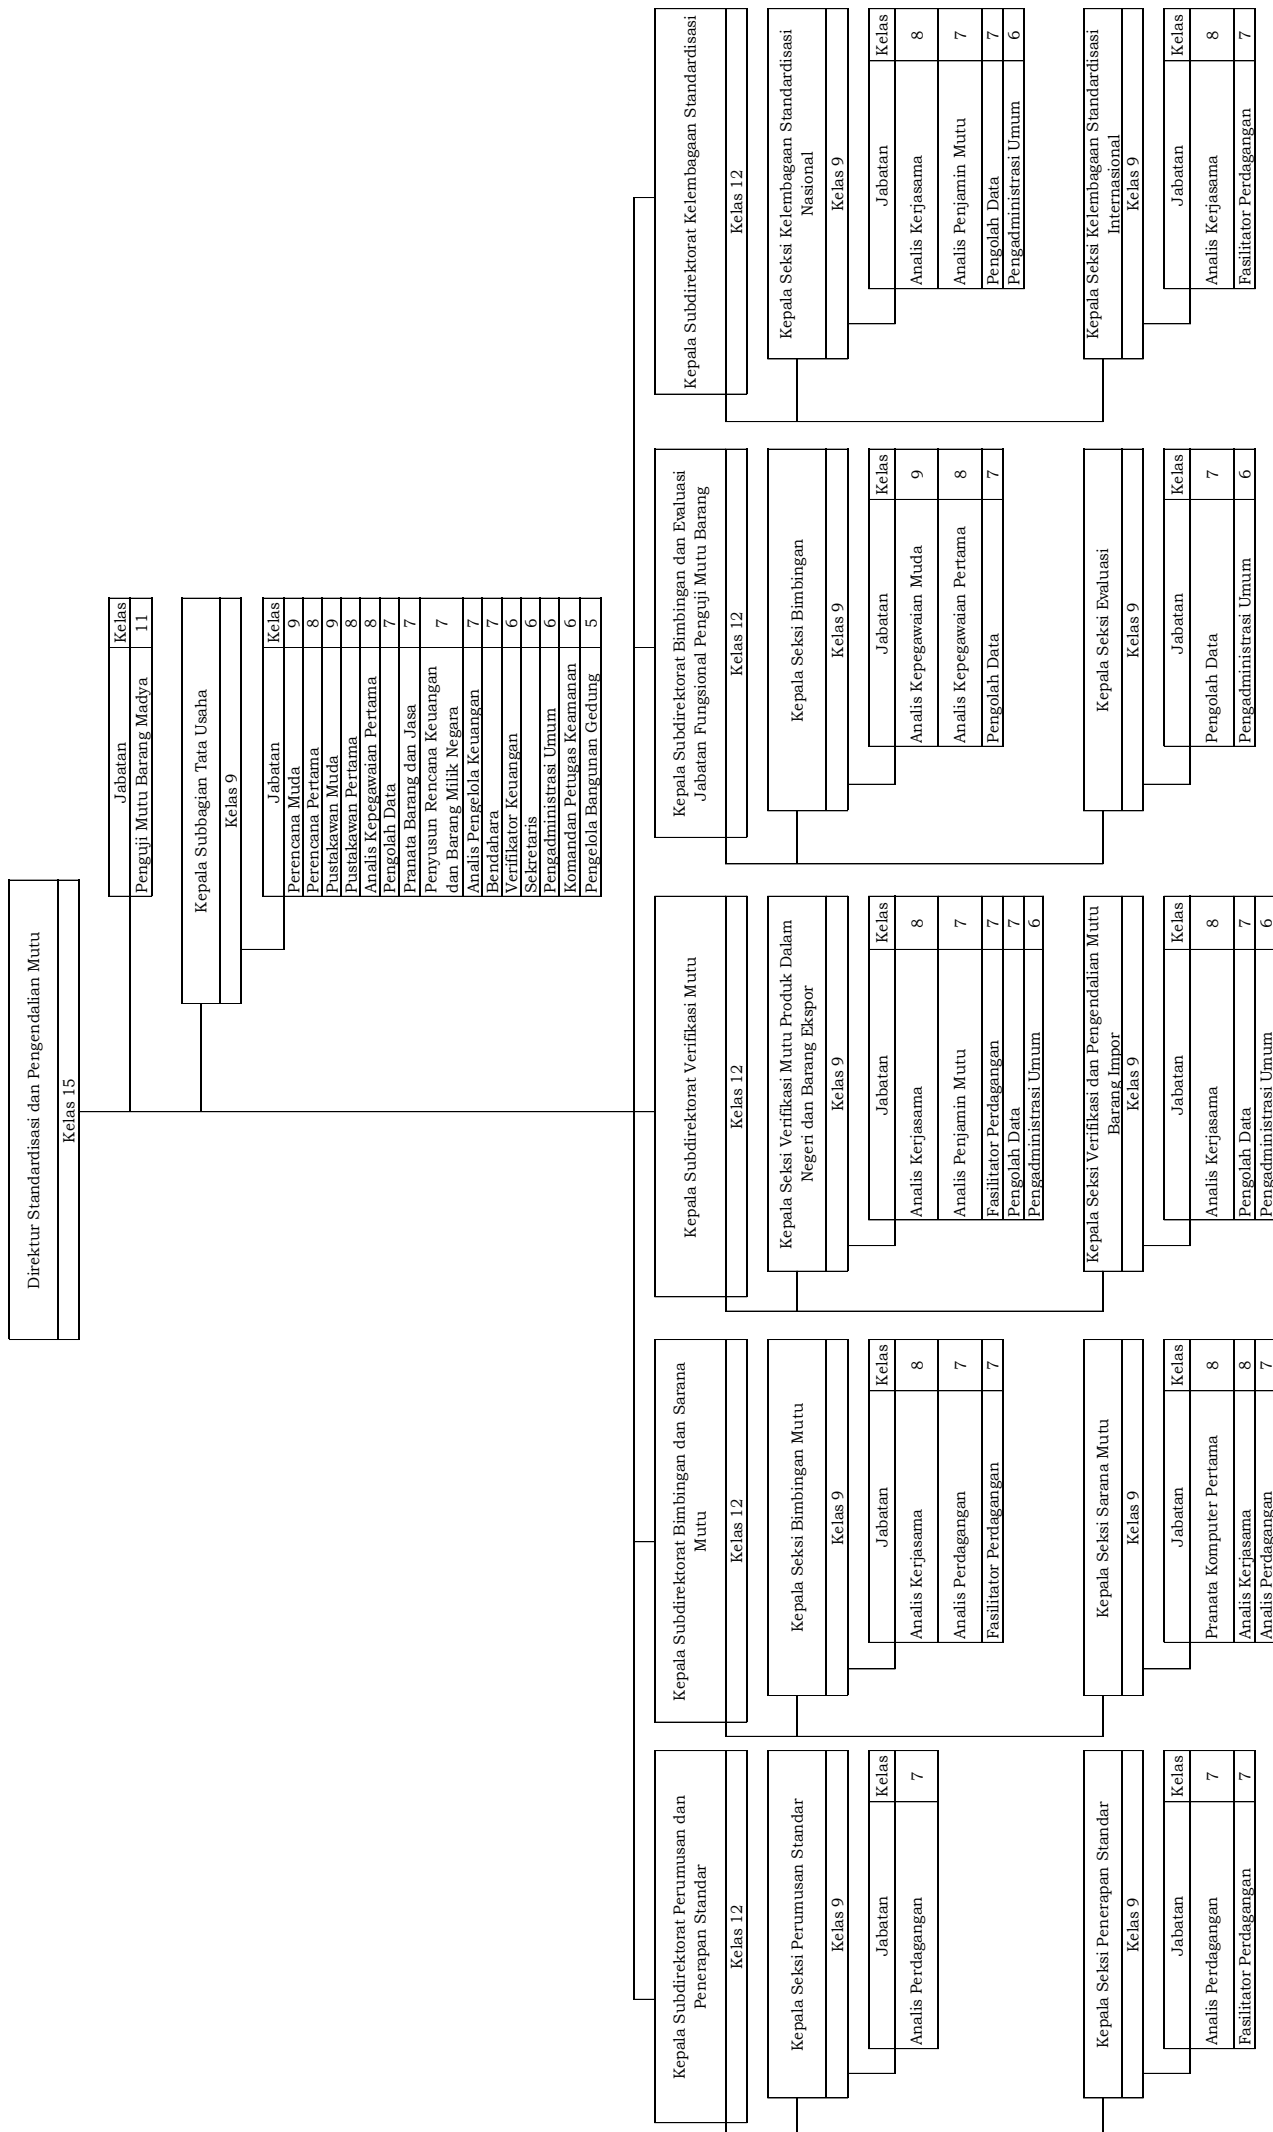 Direktur Standardisasi dan Pengendalian Mutu
Kelas 15
Jabatan Kelas
Penguji Mutu Barang Madya 11
Kepala Subbagian Tata Usaha
Kelas 9
Jabatan Kelas
Perencana Muda 9
Perencana Pertama 8
Pustakawan Muda 9
Pustakawan Pertama 8
Analis Kepegawaian Pertama 8
Pengolah Data 7
Pranata Barang dan Jasa 7
Penyusun Rencana Keuangan
dan Barang Milik Negara 7
Analis Pengelola Keuangan 7
Bendahara 7
Verifikator Keuangan 6
Sekretaris 6
Pengadministrasi Umum 6
Komandan Petugas Keamanan 6
Pengelola Bangunan Gedung 5
Kepala Subdirektorat Perumusan dan
Penerapan Standar
Kelas 12
Kepala Seksi Perumusan Standar
Kelas 9
Jabatan Kelas
Analis Perdagangan 7
Kepala Seksi Penerapan Standar
Kelas 9
Jabatan Kelas
Analis Perdagangan 7
Fasilitator Perdagangan 7
Kepala Subdirektorat Bimbingan dan Sarana
Mutu
Kelas 12
Kepala Seksi Bimbingan Mutu
Kelas 9
Jabatan Kelas
Analis Kerjasama 8
Analis Perdagangan 7
Fasilitator Perdagangan 7
Kepala Seksi Sarana Mutu
Kelas 9
Jabatan Kelas
Pranata Komputer Pertama 8
Analis Kerjasama 8
Analis Perdagangan 7
Kepala Subdirektorat Verifikasi Mutu
Kelas 12
Kepala Seksi Verifikasi Mutu Produk Dalam
Negeri dan Barang Ekspor
Kelas 9
Jabatan Kelas
Analis Kerjasama 8
Analis Penjamin Mutu 7
Fasilitator Perdagangan 7
Pengolah Data 7
Pengadministrasi Umum 6
Kepala Seksi Verifikasi dan Pengendalian Mutu
Barang Impor
Kelas 9
Jabatan Kelas
Analis Kerjasama 8
Pengolah Data 7
Pengadministrasi Umum 6
Kepala Subdirektorat Bimbingan dan Evaluasi
Jabatan Fungsional Penguji Mutu Barang
Kelas 12
Kepala Seksi Bimbingan
Kelas 9
Jabatan Kelas
Analis Kepegawaian Muda 9
Analis Kepegawaian Pertama 8
Pengolah Data 7
Kepala Seksi Evaluasi
Kelas 9
Jabatan Kelas
Pengolah Data 7
Pengadministrasi Umum 6
Kepala Subdirektorat Kelembagaan Standardisasi
Kelas 12
Kepala Seksi Kelembagaan Standardisasi
Nasional
Kelas 9
Jabatan Kelas
Analis Kerjasama 8
Analis Penjamin Mutu 7
Pengolah Data 7
Pengadministrasi Umum 6
Kepala Seksi Kelembagaan Standardisasi
Internasional
Kelas 9
Jabatan Kelas
Analis Kerjasama 8
Fasilitator Perdagangan 7